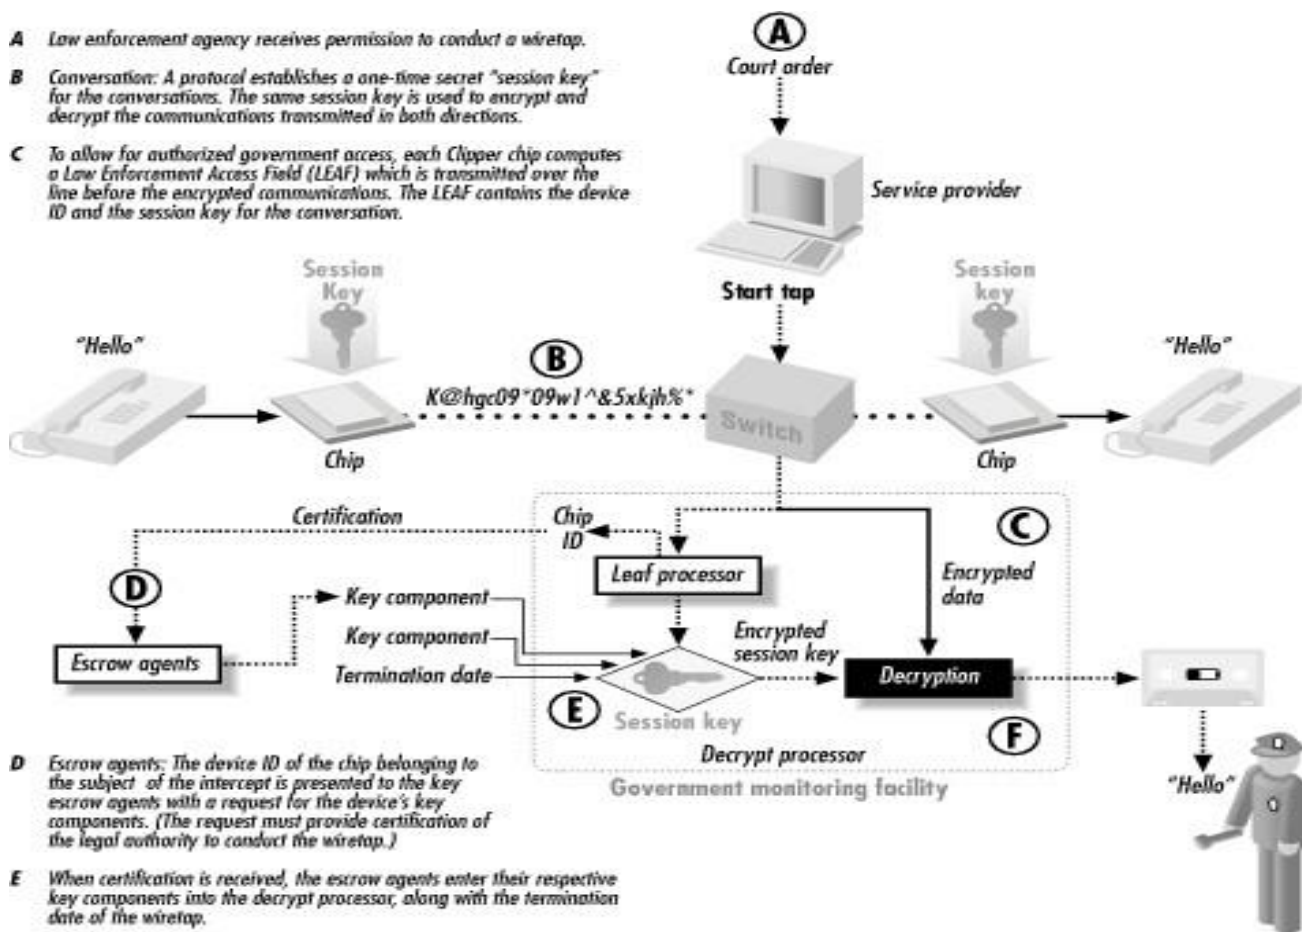 A Law enforcement agency receives permission to conduct a wiretap.
B Conversation: A protocol establishes a one-time secret "session key"
for the conversations. The same session key is used to encrypt and
decrypt the communications transmitted in both directions.
C To allow for authorized government access, each Clipper chip computes
a Law Enforcement Access Field (LEAF) which is transmitted over the
line before the encrypted communications. The LEAF contains the device
ID and the session key for the conversation.
A
Court order
Service provider
Start tap
Session
Key
Session
key
"Hello"
B
"Hello"
K@hgc09*09w1^&5xkjh%*
Switch
Chip
Chip
Certification
Chip
ID
C
D
Leaf processor
Encrypted
data
Key component
Key component
Termination date
Escrow agents
Encrypted
session key
Decryption
E
Session key
F
Decrypt processor
Government monitoring facility
"Hello"
D Escrow agents: The device ID of the chip belonging to
the subject of the intercept is presented to the key
escrow agents with a request for the device's key
components. (The request must provide certification of
the legal authority to conduct the wiretap.)
E When certification is received, the escrow agents enter their respective
key components into the decrypt processor, along with the termination
date of the wiretap.